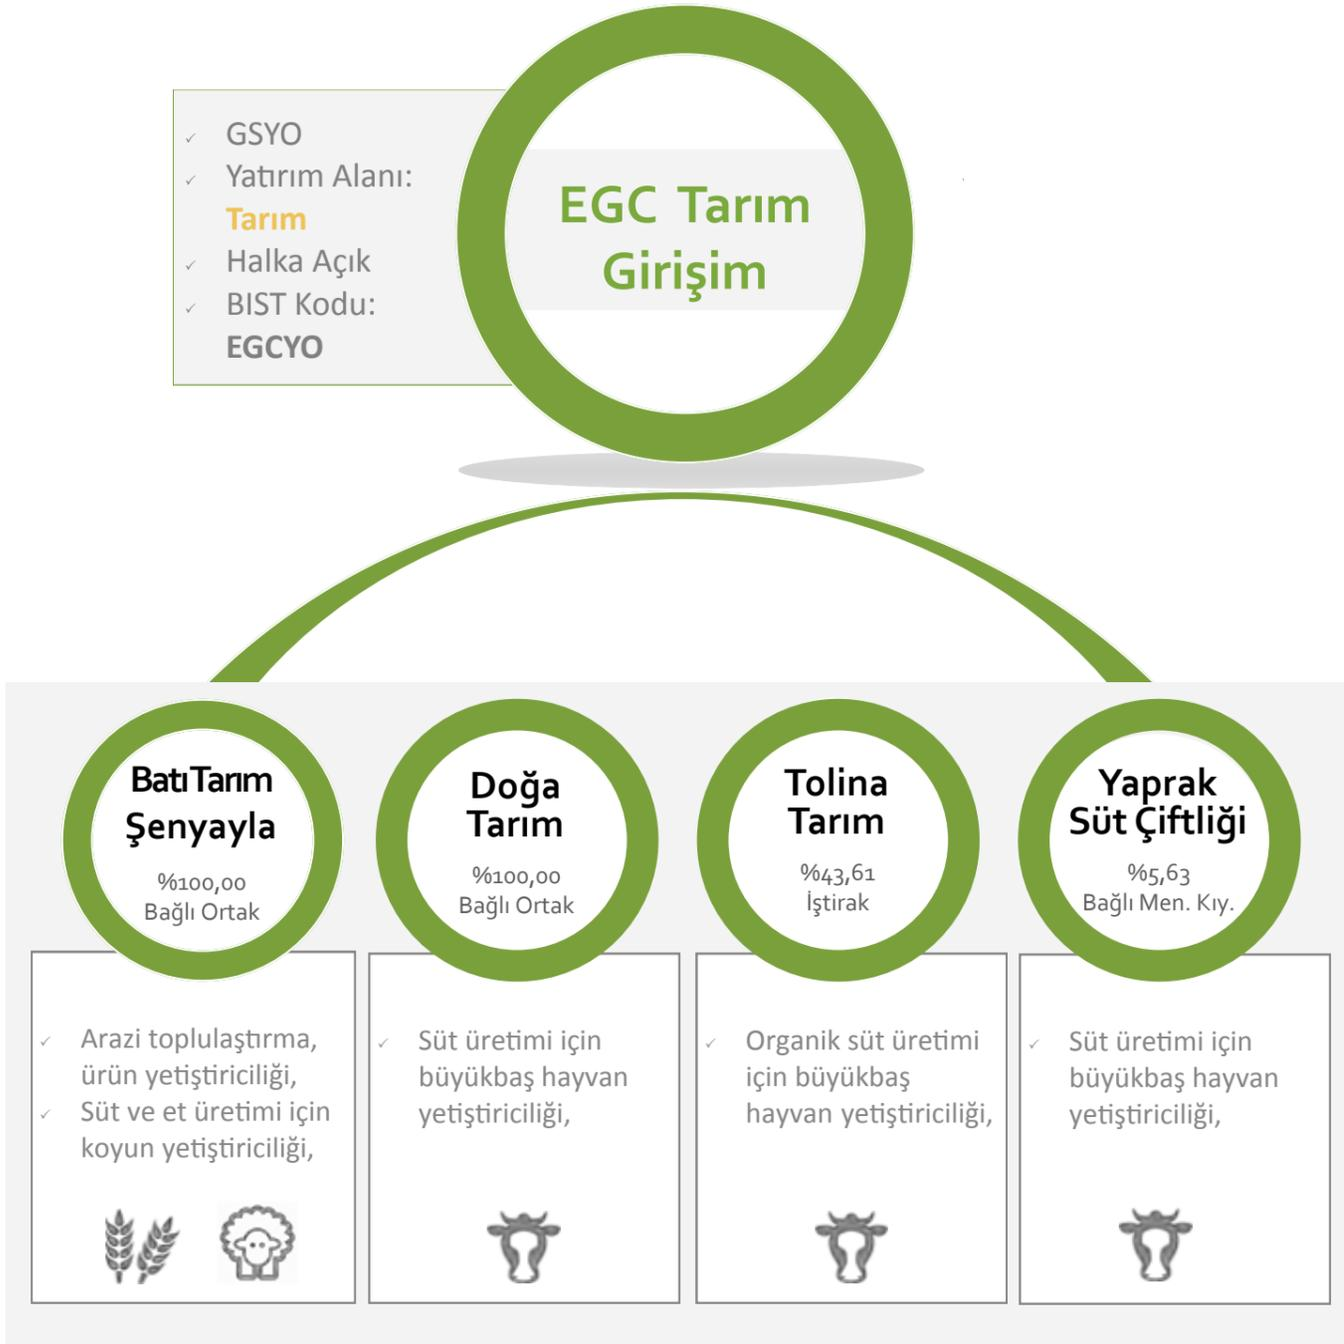 GSYO
Yatırım Alanı:
Tarım
Halka Açık
BIST Kodu:
EGCYO
EGC Tarım
Girişim
Batı Tarım
Şenyayla
%100,00
Bağlı Ortak
Doğa
Tarım
%100,00
Bağlı Ortak
Tolina
Tarım
%43,61
İştirak
Yaprak
Süt Çiftliği
%5,63
Bağlı Men. Kıy.
Arazi toplulaştırma,
ürün yetiştiriciliği,
Süt ve et üretimi için
koyun yetiştiriciliği,
Süt üretimi için
büyükbaş hayvan
yetiştiriciliği,
Organik süt üretimi
için büyükbaş
hayvan yetiştiriciliği,
Süt üretimi için
büyükbaş hayvan
yetiştiriciliği,